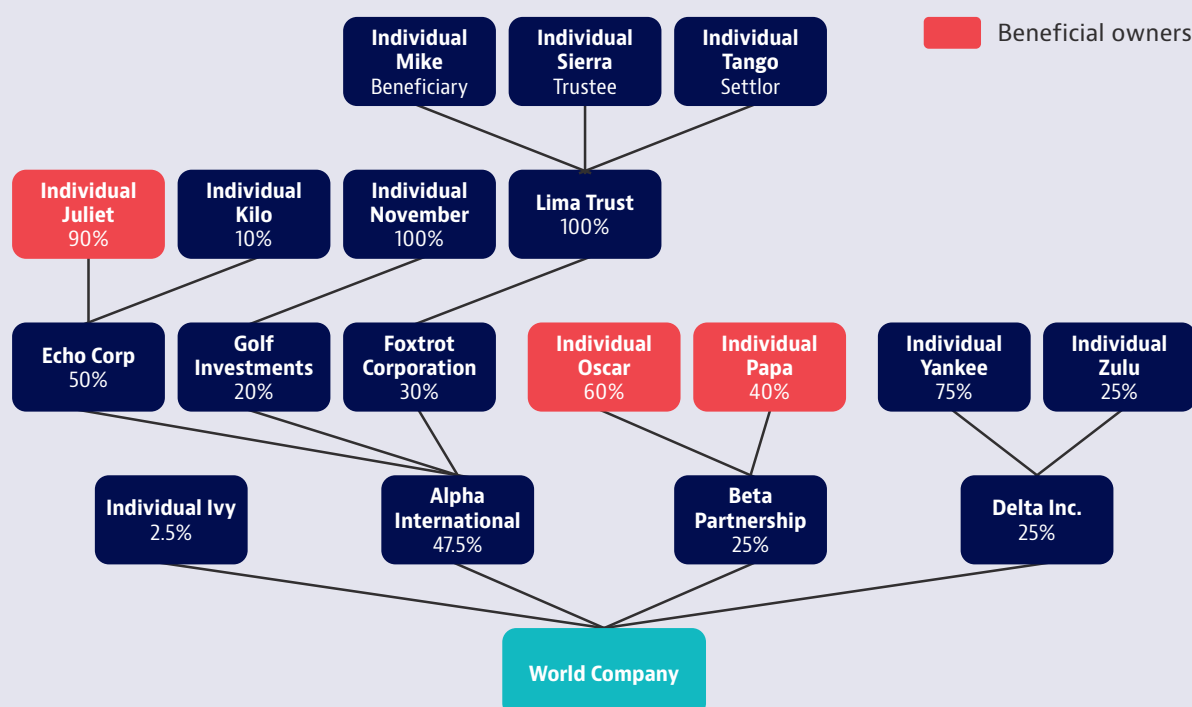 Individual
Mike
Beneficiary
Individual
Sierra
Trustee
Individual
Tango
Settlor
Beneficial owners
Individual
Juliet
90%
Individual
Kilo
10%
Individual
November
100%
Lima Trust
100%
Echo Corp
50%
Golf
Investments
20%
Foxtrot
Corporation
30%
Individual
Oscar
60%
Individual
Papa
40%
Individual
Yankee
75%
Individual
Zulu
25%
Individual Ivy
2.5%
Alpha
International
47.5%
Beta
Partnership
25%
Delta Inc.
25%
World Company